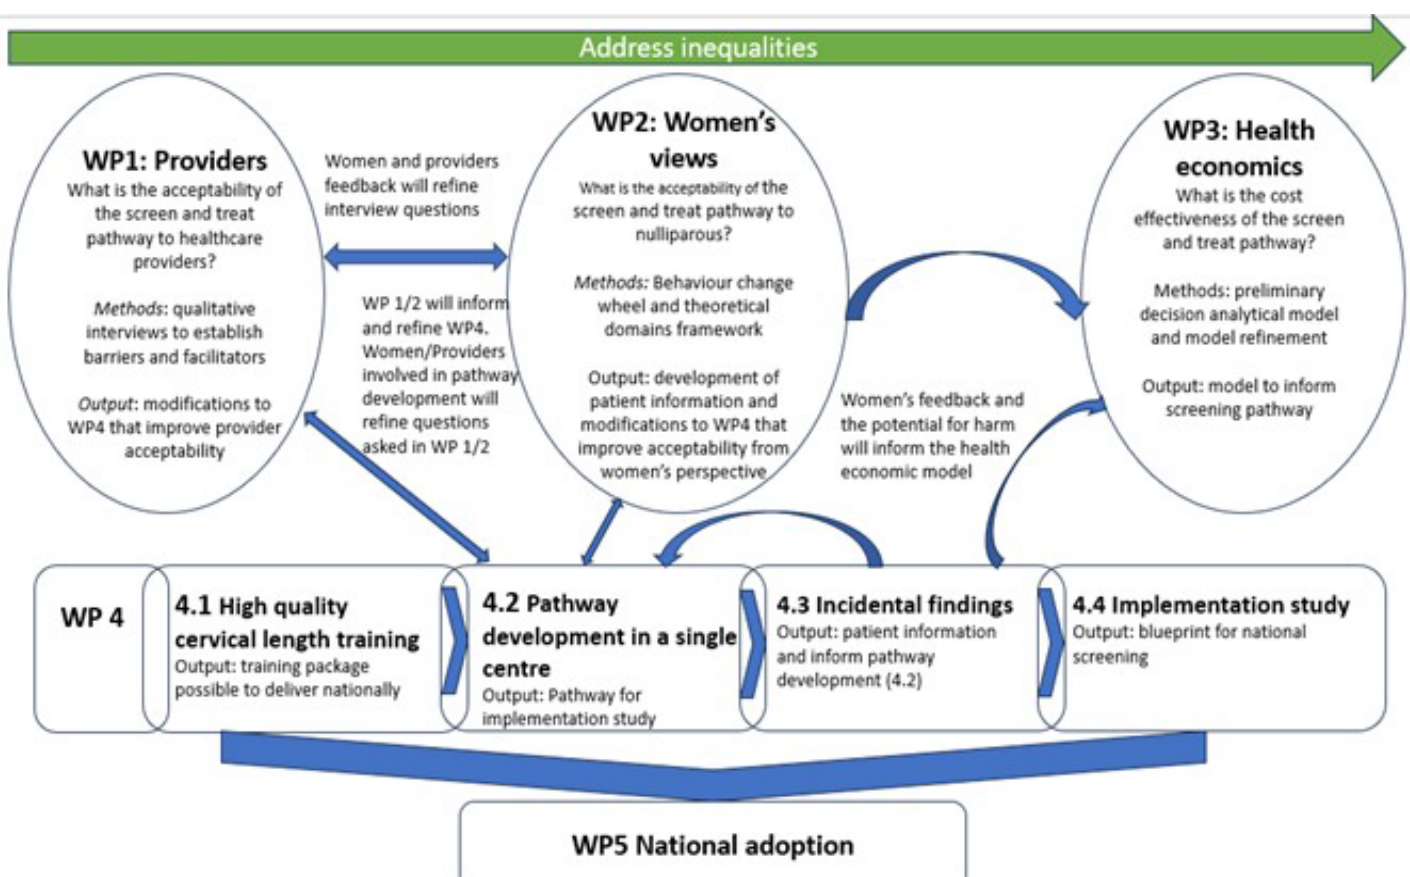 Address inequalities
WP1: Providers
What is the acceptability of
the screen and treat
pathway to healthcare
providers?
Methods: qualitative
interviews to establish
barriers and facilitators
Output: modifications to
WP4 that improve provider
acceptability
Women and providers
feedback will refine
interview questions
WP 1/2 will inform
and refine WP4.
Women/Providers
involved in pathway
development will
refine questions
asked in WP 1/2
WP2: Women's
views
What is the acceptability of the
screen and treat pathway to
nulliparous?
Methods: Behaviour change
wheel and theoretical
domains framework
Output: development of
patient information and
modifications to WP4 that
improve acceptability from
women's perspective
Women's feedback and
the potential for harm
will inform the health
economic model
WP3: Health
economics
What is the cost
effectiveness of the screen
and treat pathway?
Methods: preliminary
decision analytical model
and model refinement
Output: model to inform
screening pathway
WP 4
4.1 High quality
cervical length training
Output: training package
possible to deliver nationally
4.2 Pathway
development in a single
centre
Output: Pathway for
implementation study
4.3 Incidental findings
Output: patient information
and inform pathway
development (4.2)
4.4 Implementation study
Output: blueprint for national
screening
WP5 National adoption